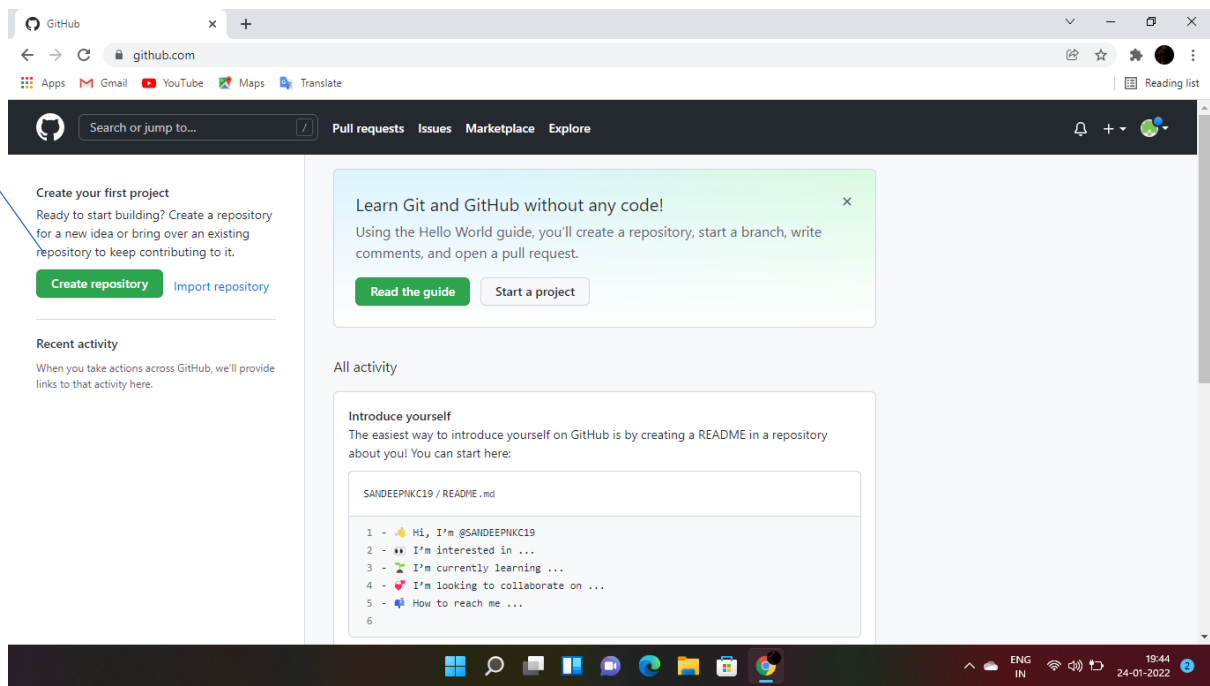 GitHub
github.com
Apps Gmail YouTube Maps Translate Reading list
Search or jump to... / Pull requests Issues Marketplace Explore
Create your first project
Ready to start building? Create a repository
for a new idea or bring over an existing
repository to keep contributing to it.
Create repository Import repository
Recent activity
When you take actions across GitHub, we'll provide
links to that activity here.
Learn Git and GitHub without any code!
Using the Hello World guide, you'll create a repository, start a branch, write
comments, and open a pull request.
Read the guide Start a project
All activity
Introduce yourself
The easiest way to introduce yourself on GitHub is by creating a README in a repository
about you! You can start here:
SANDEEPNKC19 / README.md
1 - 👋 Hi, I'm @SANDEEPNKC19
2 - 👀 I'm interested in ...
3 - 🌱 I'm currently learning ...
4 - 💞️ I'm looking to collaborate on ...
5 - 📫 How to reach me ...
6
ENG
IN
19:44
24-01-2022
2